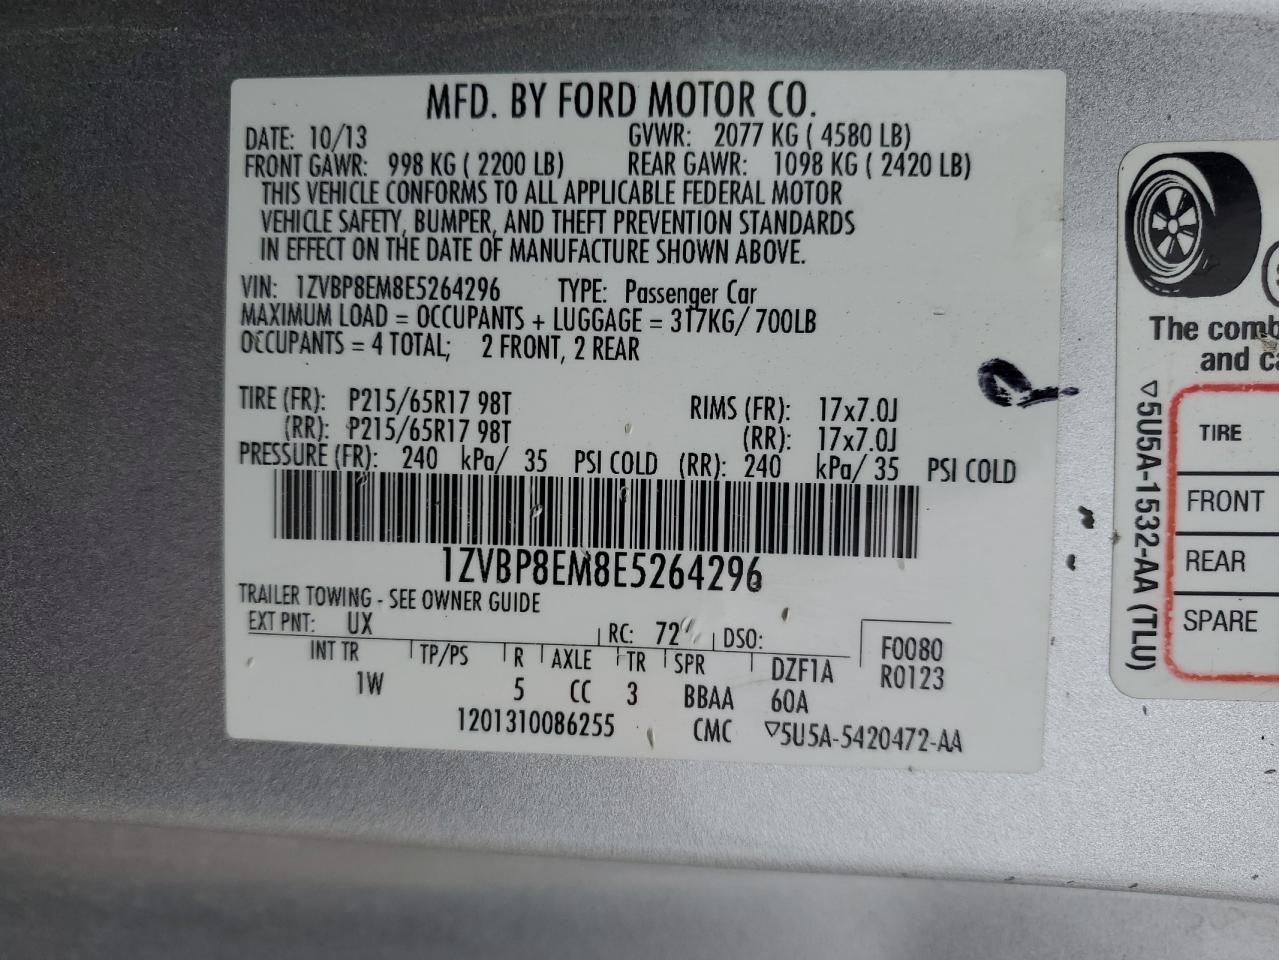 MFD. BY FORD MOTOR CO.
DATE: 10/13 GVWR: 2077 KG ( 4580 LB)
FRONT GAWR: 998 KG ( 2200 LB) REAR GAWR: 1098 KG ( 2420 LB)
THIS VEHICLE CONFORMS TO ALL APPLICABLE FEDERAL MOTOR
VEHICLE SAFETY, BUMPER, AND THEFT PREVENTION STANDARDS
IN EFFECT ON THE DATE OF MANUFACTURE SHOWN ABOVE.
VIN: 1ZVBP8EM8E5264296 TYPE: Passenger Car
MAXIMUM LOAD = OCCUPANTS + LUGGAGE = 317KG/ 700LB
OCCUPANTS = 4 TOTAL; 2 FRONT, 2 REAR
TIRE (FR): P215/65R17 98T RIMS (FR): 17x7.0J
(RR): P215/65R17 98T (RR): 17x7.0J
PRESSURE (FR): 240 kPa/ 35 PSI COLD (RR): 240 kPa/ 35 PSI COLD
1ZVBP8EM8E5264296
TRAILER TOWING - SEE OWNER GUIDE
EXT PNT: UX RC: 72 DSO:
INT TR TP/PS R AXLE TR SPR DZF1A F0080
1W 5 CC 3 BBAA 60A R0123
1201310086255 CMC ▽5U5A-5420472-AA
The comb
and ca
TIRE
FRONT
REAR
SPARE
▽5U5A-1532-AA (TLU)